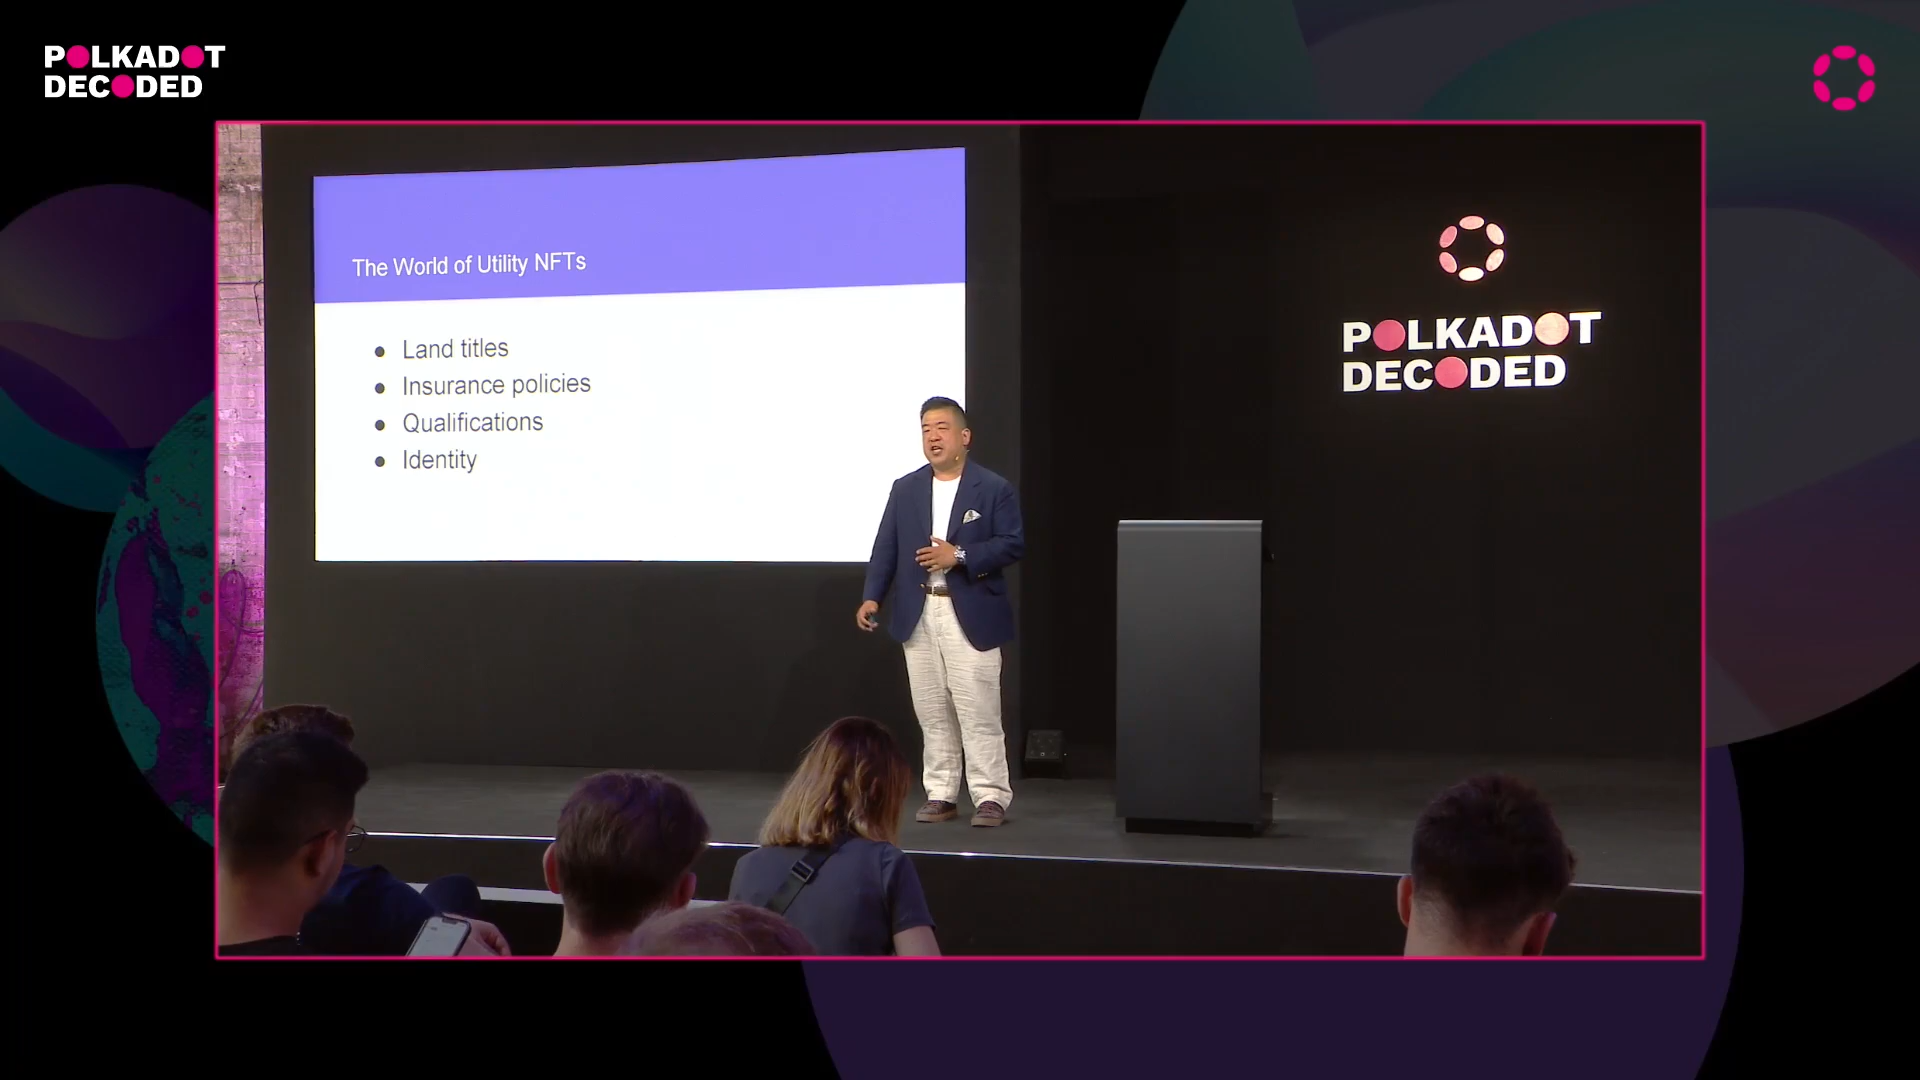 POLKADOT
DECODED
The World of Utility NFTs
● Land titles
● Insurance policies
● Qualifications
● Identity
POLKADOT
DECODED